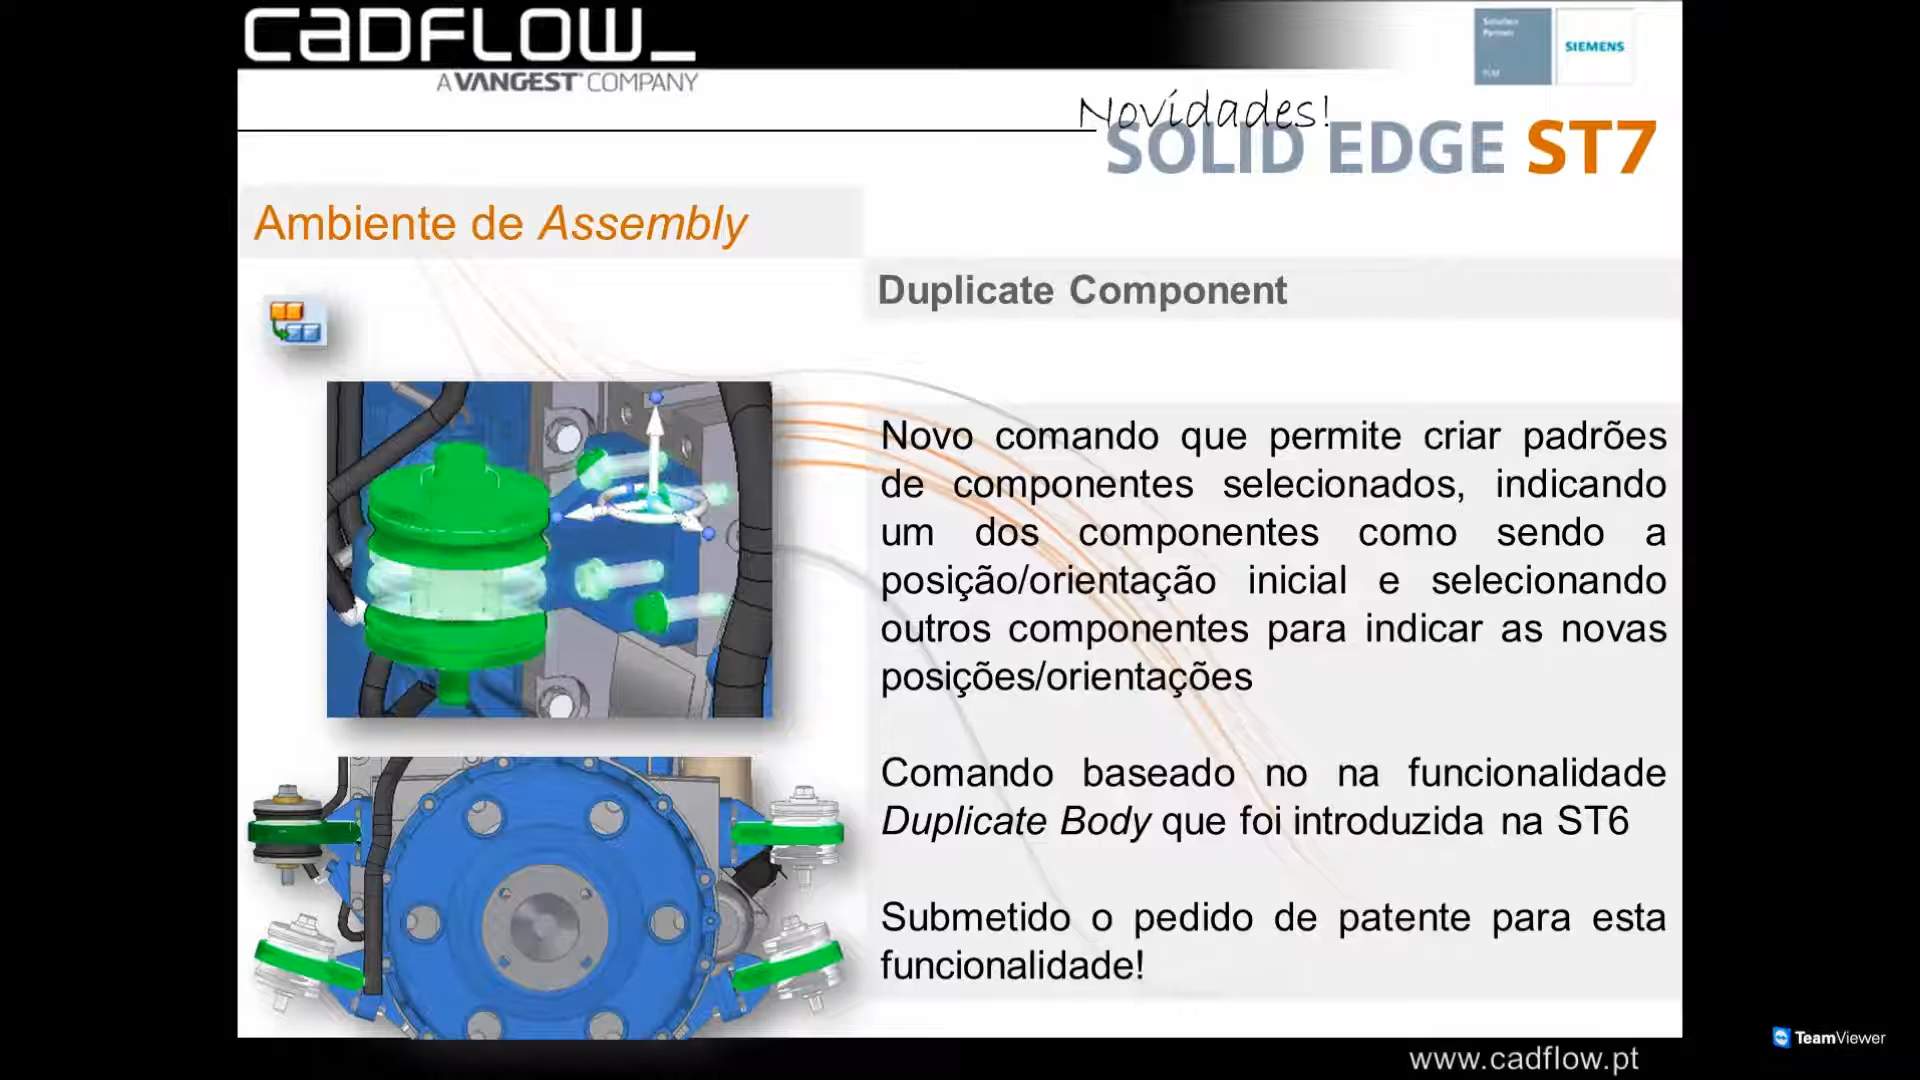 CADFLOW_
A VANGEST COMPANY
Solution
Partner
PLM
SIEMENS
Novidades!
SOLID EDGE ST7
Ambiente de Assembly
Duplicate Component
Novo comando que permite criar padrões
de componentes selecionados, indicando
um dos componentes como sendo a
posição/orientação inicial e selecionando
outros componentes para indicar as novas
posições/orientações
Comando baseado no na funcionalidade
Duplicate Body que foi introduzida na ST6
Submetido o pedido de patente para esta
funcionalidade!
TeamViewer
www.cadflow.pt